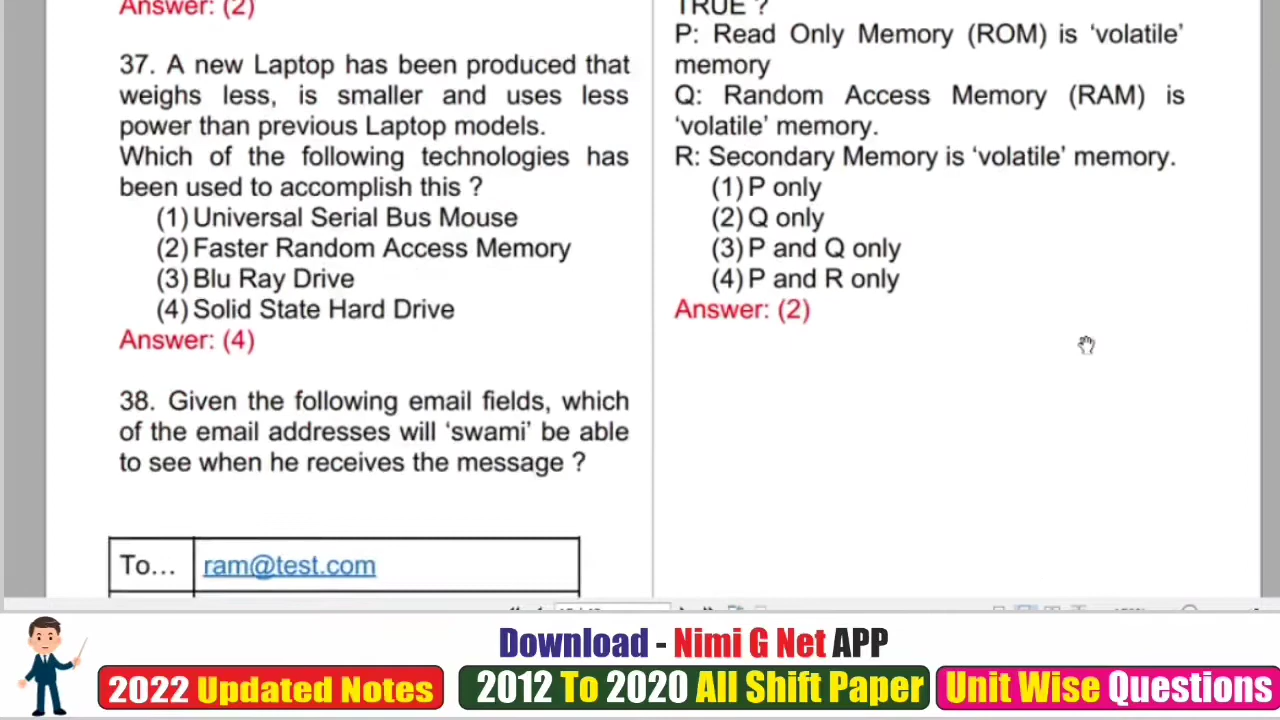 Answer: (2)
37. A new Laptop has been produced that
weighs less, is smaller and uses less
power than previous Laptop models.
Which of the following technologies has
been used to accomplish this ?
(1) Universal Serial Bus Mouse
(2) Faster Random Access Memory
(3) Blu Ray Drive
(4) Solid State Hard Drive
Answer: (4)
38. Given the following email fields, which
of the email addresses will ‘swami’ be able
to see when he receives the message ?
To... ram@test.com
TRUE ?
P: Read Only Memory (ROM) is ‘volatile’
memory
Q: Random Access Memory (RAM) is
‘volatile’ memory.
R: Secondary Memory is ‘volatile’ memory.
(1) P only
(2) Q only
(3) P and Q only
(4) P and R only
Answer: (2)
Download - Nimi G Net APP
2022 Updated Notes
2012 To 2020 All Shift Paper
Unit Wise Questions